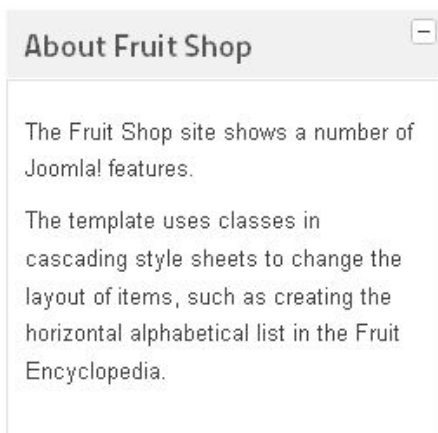 About Fruit Shop
The Fruit Shop site shows a number of
Joomla! features.
The template uses classes in
cascading style sheets to change the
layout of items, such as creating the
horizontal alphabetical list in the Fruit
Encyclopedia.